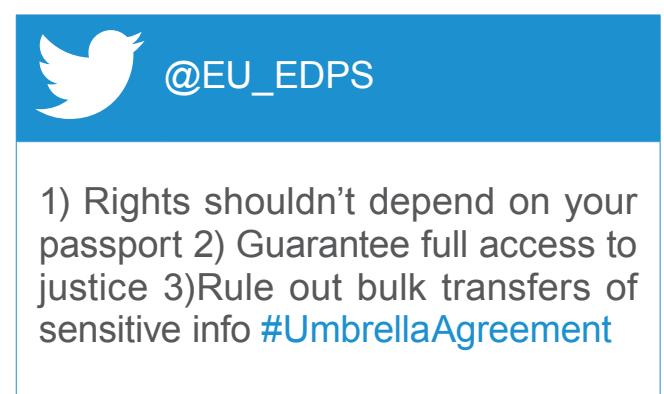 @EU_EDPS
1) Rights shouldn’t depend on your
passport 2) Guarantee full access to
justice 3)Rule out bulk transfers of
sensitive info #UmbrellaAgreement